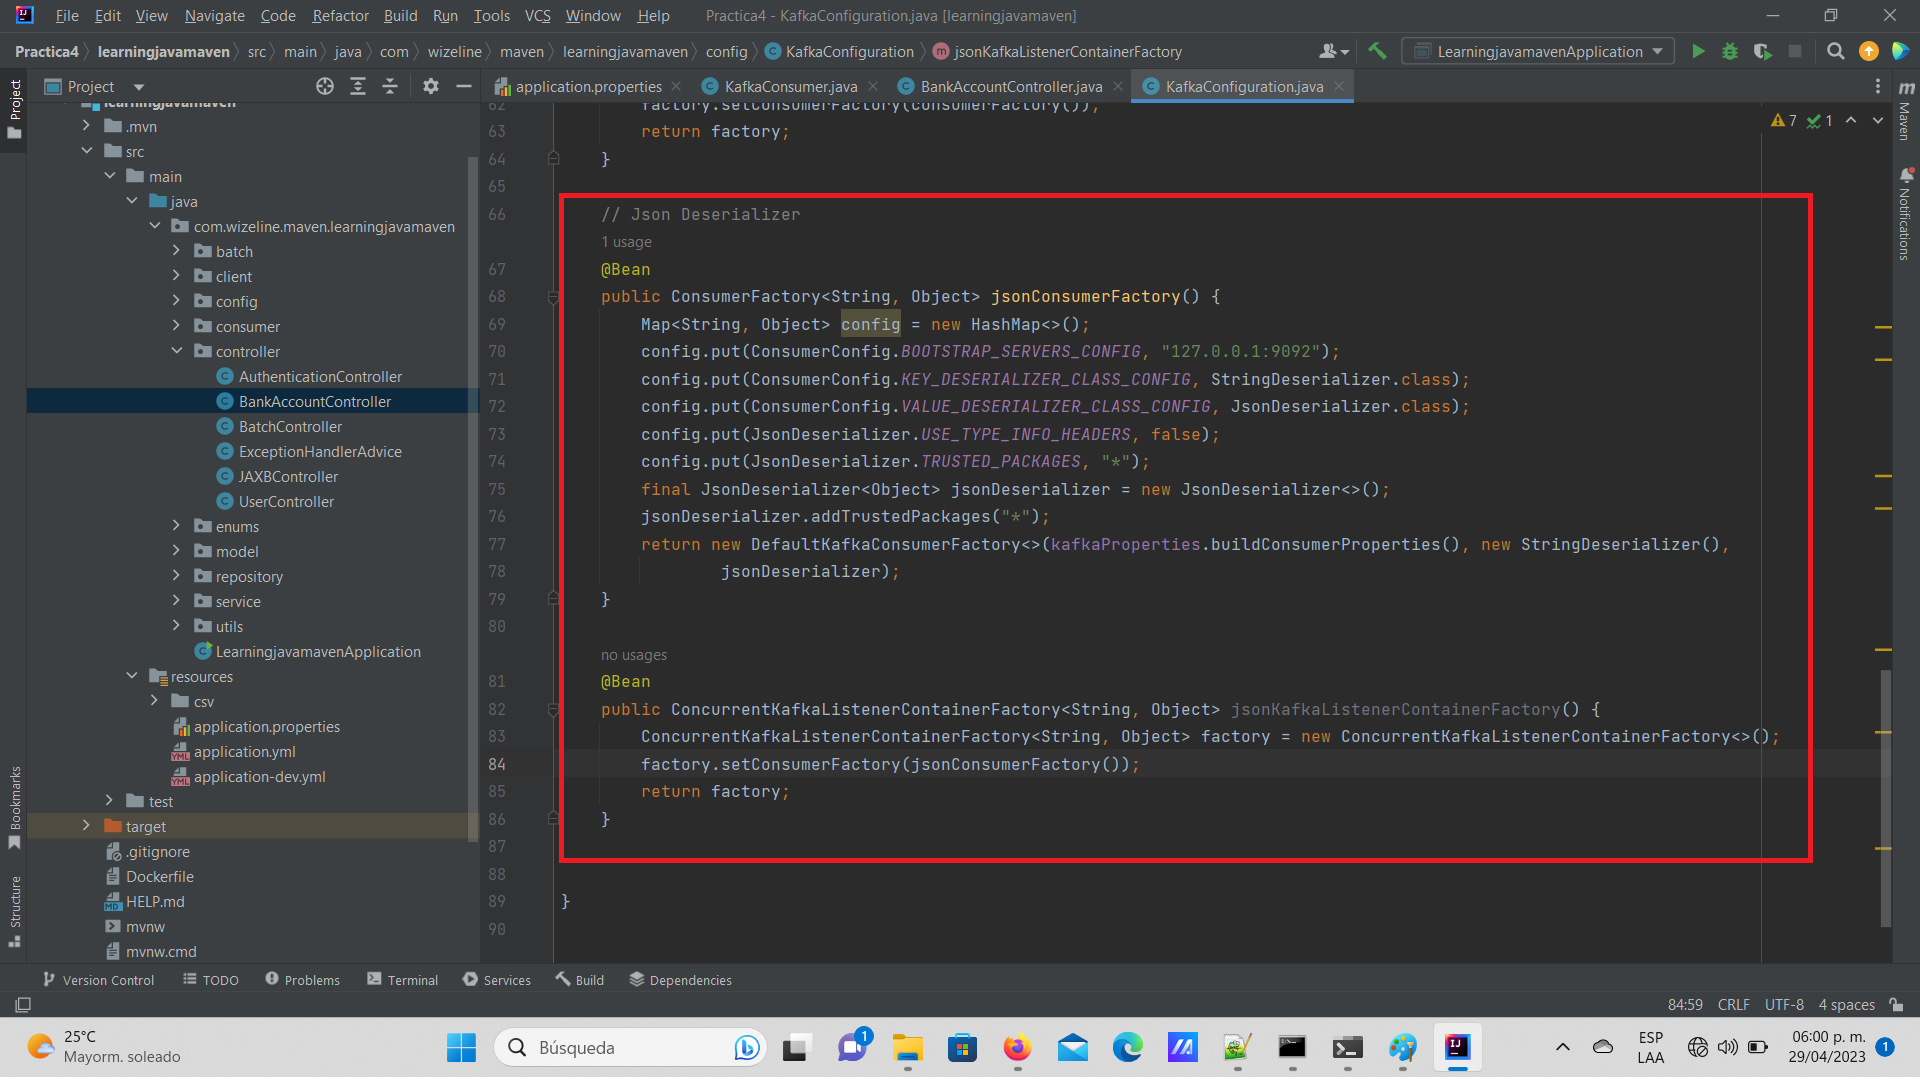 File Edit View Navigate Code Refactor Build Run Tools VCS Window Help Practica4 - KafkaConfiguration.java [learningjavamaven]
Practica4 learningjavamaven src main java com wizeline maven learningjavamaven config KafkaConfiguration jsonKafkaListenerContainerFactory LearningjavamavenApplication
Project
application.properties KafkaConsumer.java BankAccountController.java KafkaConfiguration.java
Project
Bookmarks
Structure
Maven
Notifications
learningjavamaven
.mvn
src
main
java
com.wizeline.maven.learningjavamaven
batch
client
config
consumer
controller
AuthenticationController
BankAccountController
BatchController
ExceptionHandlerAdvice
JAXBController
UserController
enums
model
repository
service
utils
LearningjavamavenApplication
resources
csv
application.properties
application.yml
application-dev.yml
test
target
.gitignore
Dockerfile
HELP.md
mvnw
mvnw.cmd
7 1
62 factory.setConsumerFactory(consumerFactory());
63 return factory;
64 }
65
66 // Json Deserializer
1 usage
67 @Bean
68 public ConsumerFactory<String, Object> jsonConsumerFactory() {
69 Map<String, Object> config = new HashMap<>();
70 config.put(ConsumerConfig.BOOTSTRAP_SERVERS_CONFIG, "127.0.0.1:9092");
71 config.put(ConsumerConfig.KEY_DESERIALIZER_CLASS_CONFIG, StringDeserializer.class);
72 config.put(ConsumerConfig.VALUE_DESERIALIZER_CLASS_CONFIG, JsonDeserializer.class);
73 config.put(JsonDeserializer.USE_TYPE_INFO_HEADERS, false);
74 config.put(JsonDeserializer.TRUSTED_PACKAGES, "*");
75 final JsonDeserializer<Object> jsonDeserializer = new JsonDeserializer<>();
76 jsonDeserializer.addTrustedPackages("*");
77 return new DefaultKafkaConsumerFactory<>(kafkaProperties.buildConsumerProperties(), new StringDeserializer(),
78 jsonDeserializer);
79 }
80
no usages
81 @Bean
82 public ConcurrentKafkaListenerContainerFactory<String, Object> jsonKafkaListenerContainerFactory() {
83 ConcurrentKafkaListenerContainerFactory<String, Object> factory = new ConcurrentKafkaListenerContainerFactory<>();
84 factory.setConsumerFactory(jsonConsumerFactory());
85 return factory;
86 }
87
88
89 }
90
Version Control TODO Problems Terminal Services Build Dependencies
84:59 CRLF UTF-8 4 spaces
25°C
Mayorm. soleado
Búsqueda
1
ESP
LAA
06:00 p. m.
29/04/2023
1